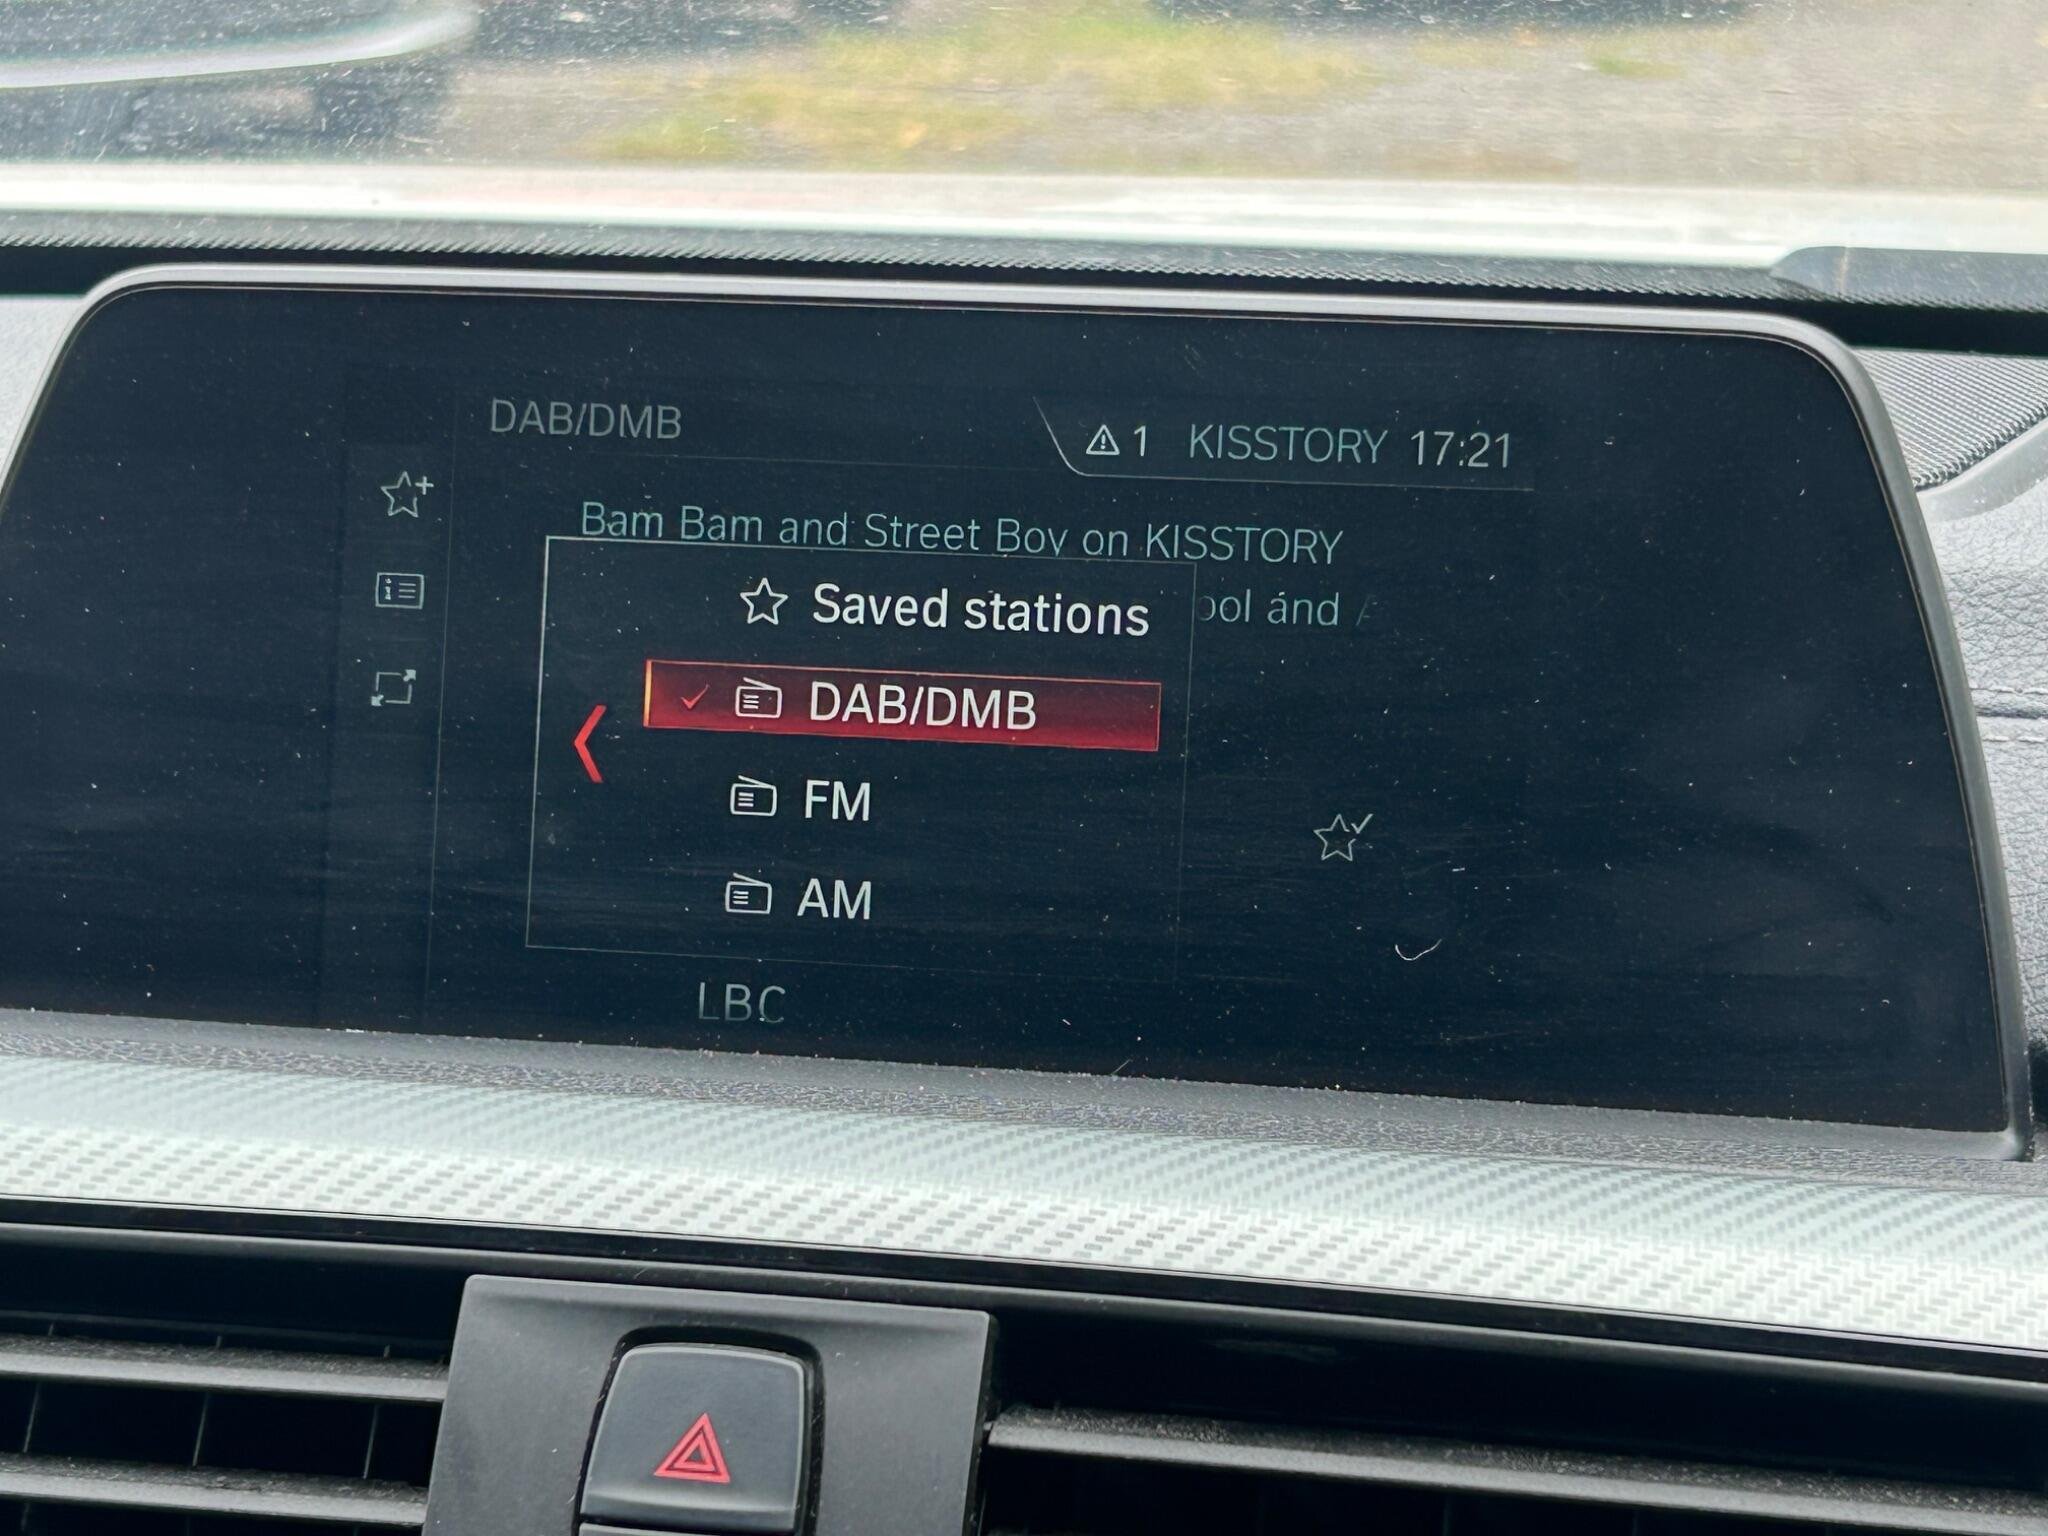 DAB/DMB
1 KISSTORY 17:21
Bam Bam and Street Boy on KISSTORY
Saved stations
and
DAB/DMB
FM
AM
LBC